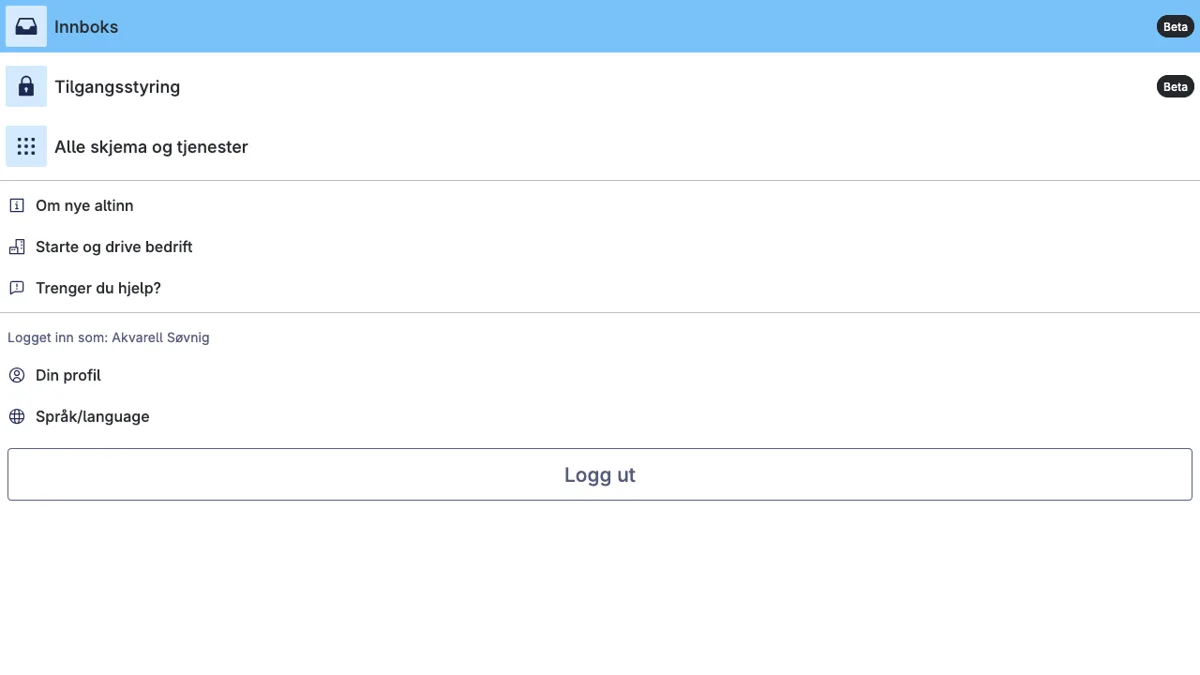 Innboks Beta
Tilgangsstyring Beta
Alle skjema og tjenester
Om nye altinn
Starte og drive bedrift
Trenger du hjelp?
Logget inn som: Akvarell Søvnig
Din profil
Språk/language
Logg ut